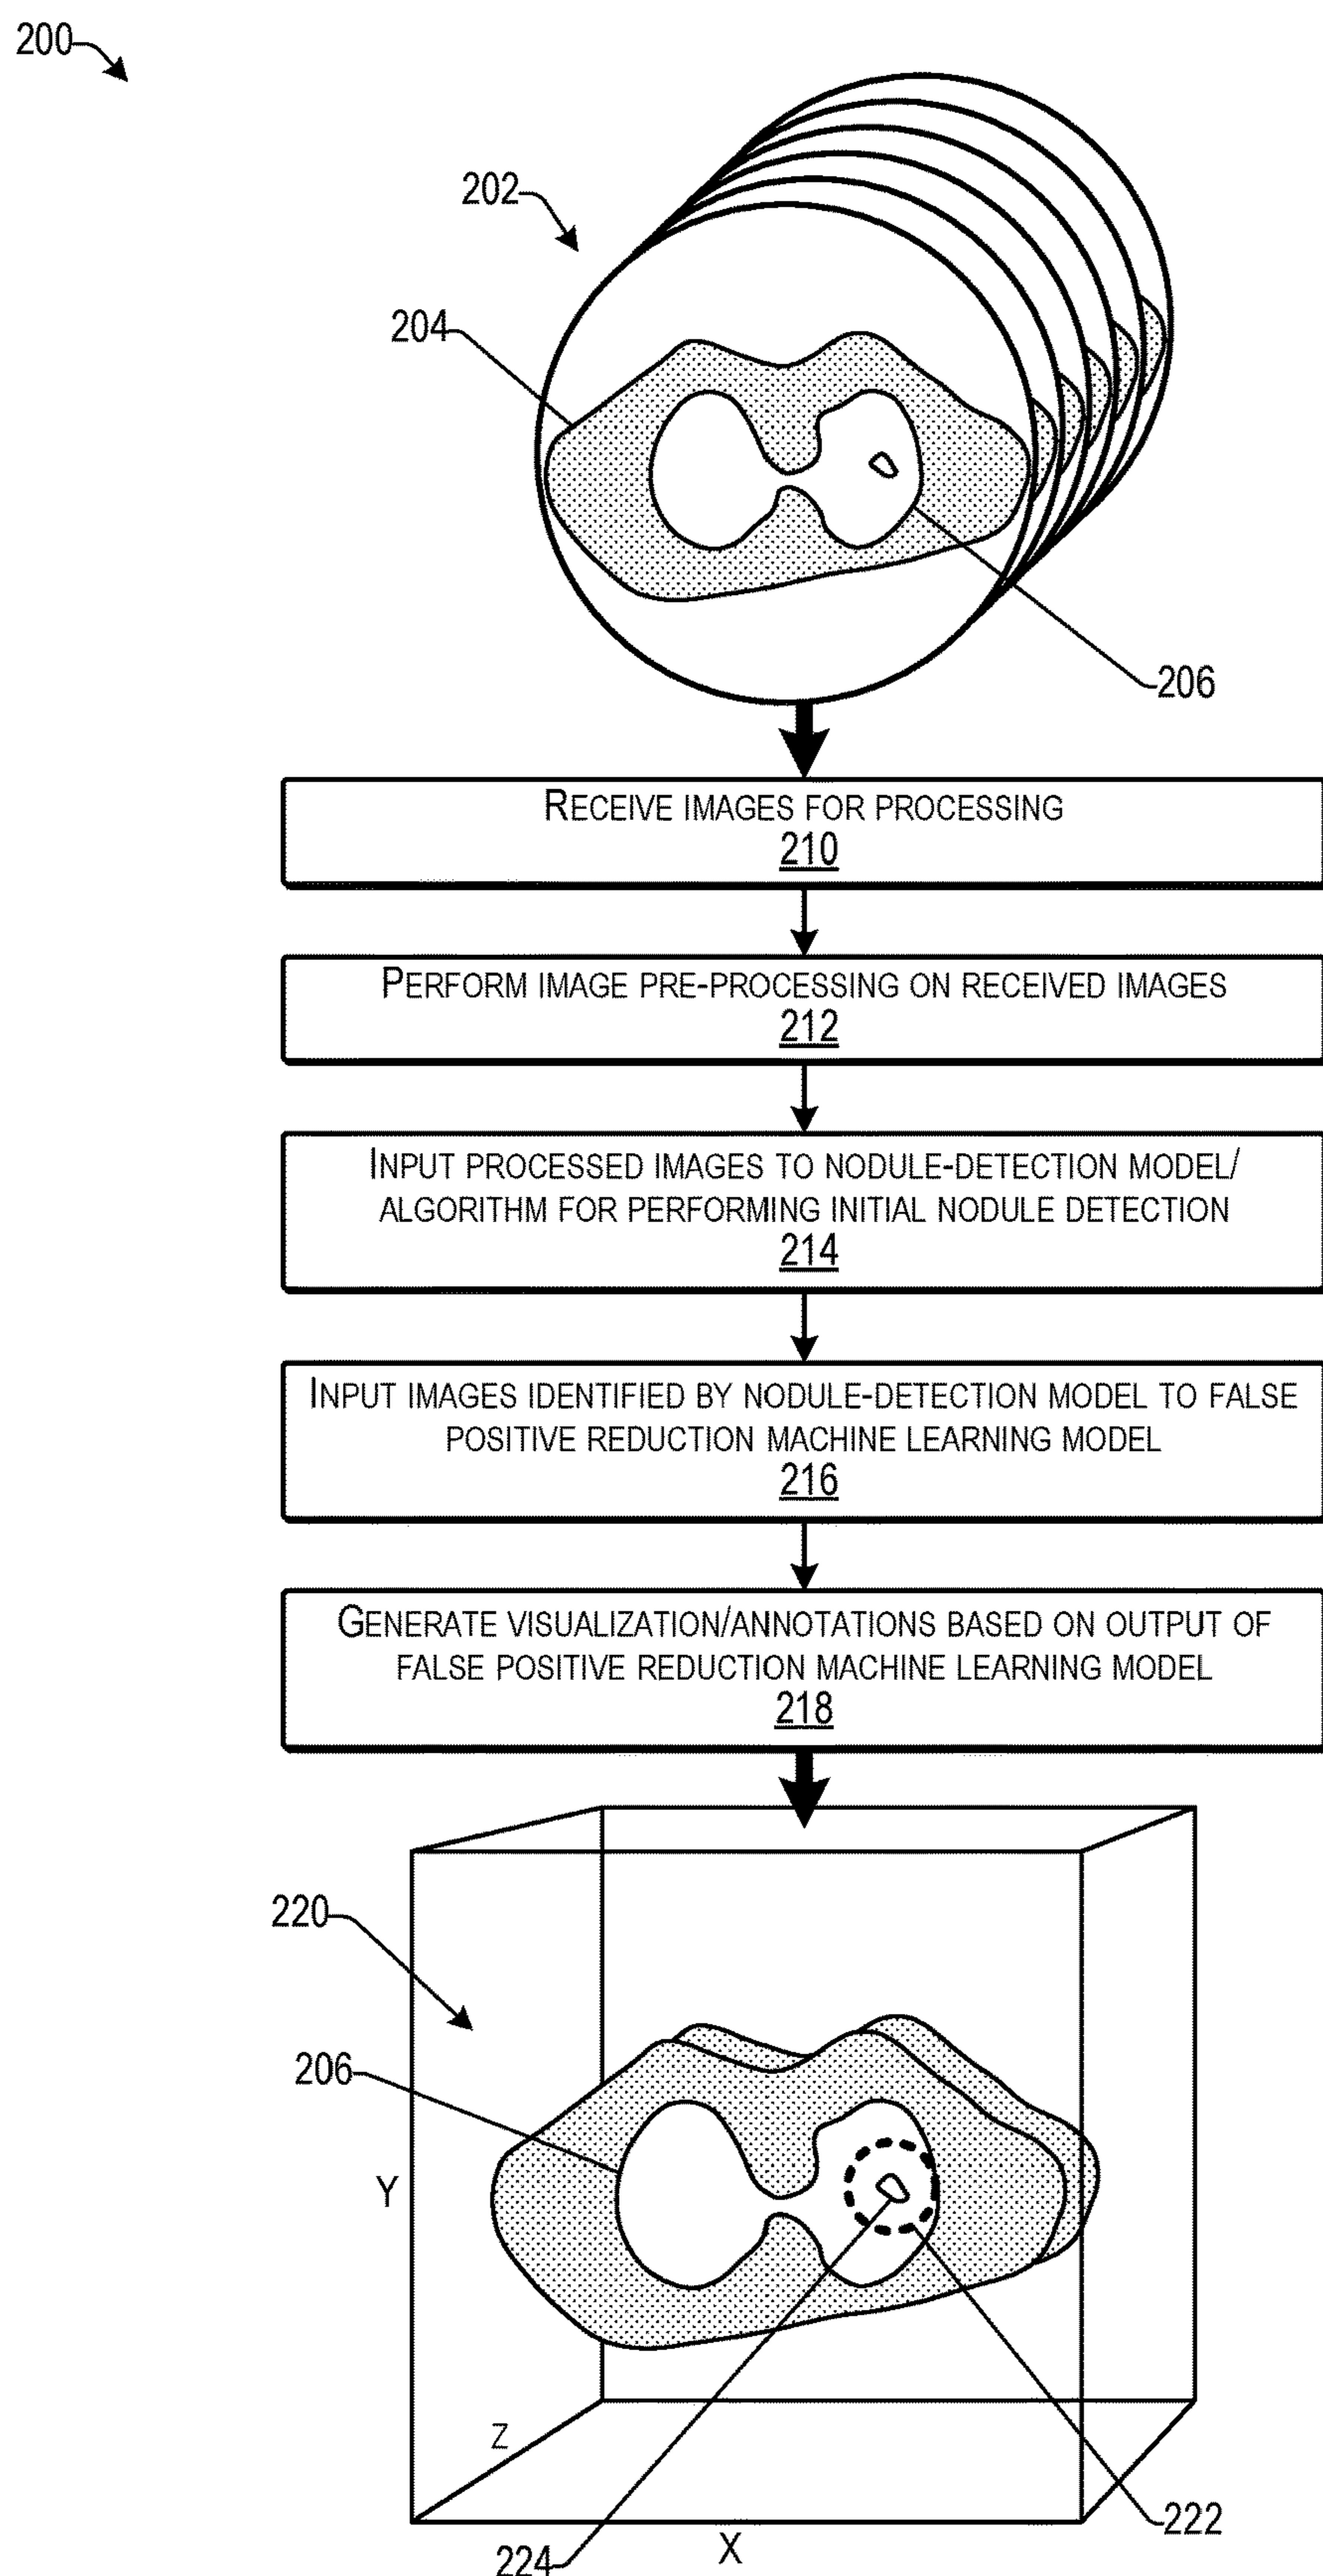 200
202
204
206
RECEIVE IMAGES FOR PROCESSING
210
PERFORM IMAGE PRE-PROCESSING ON RECEIVED IMAGES
212
INPUT PROCESSED IMAGES TO NODULE-DETECTION MODEL/
ALGORITHM FOR PERFORMING INITIAL NODULE DETECTION
214
INPUT IMAGES IDENTIFIED BY NODULE-DETECTION MODEL TO FALSE
POSITIVE REDUCTION MACHINE LEARNING MODEL
216
GENERATE VISUALIZATION/ANNOTATIONS BASED ON OUTPUT OF
FALSE POSITIVE REDUCTION MACHINE LEARNING MODEL
218
220
206
Y
Z
222
X
224